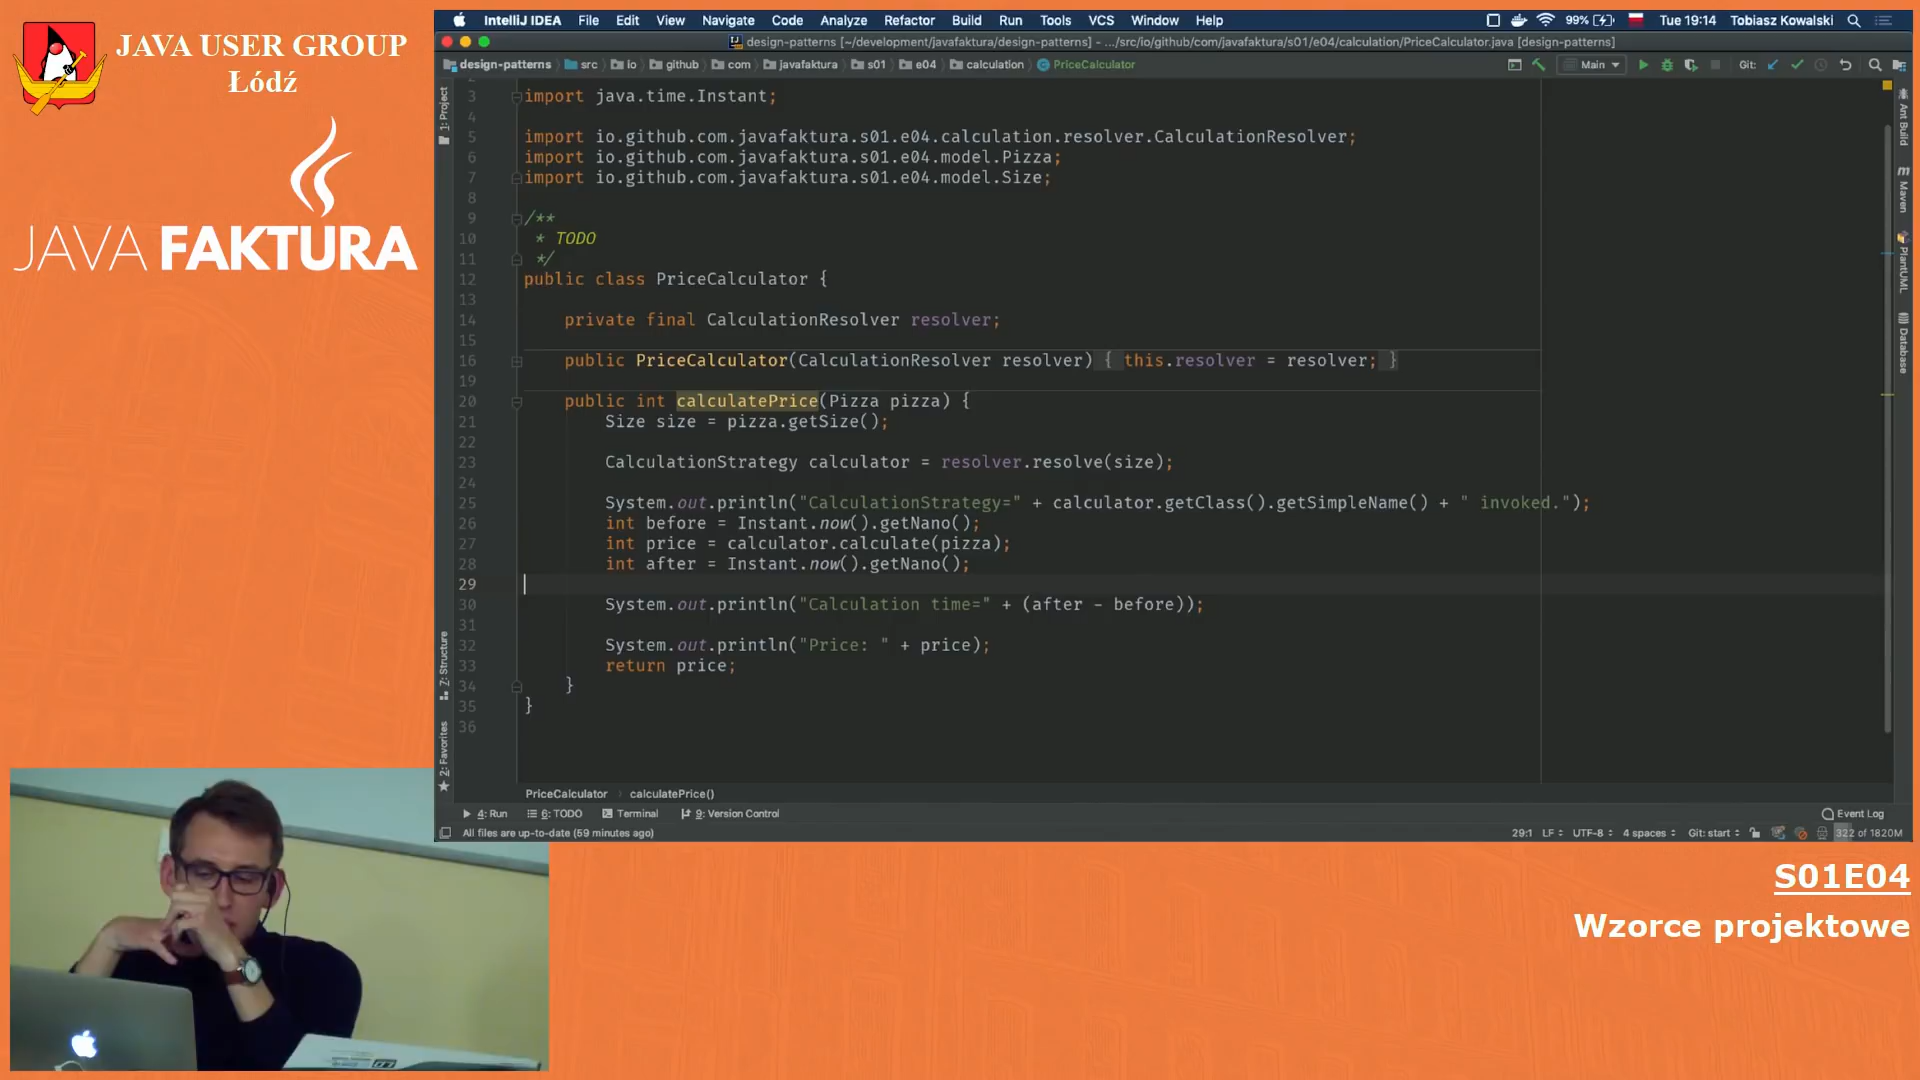 JAVA USER GROUP
Łódź
JAVA FAKTURA
IntelliJ IDEA File Edit View Navigate Code Analyze Refactor Build Run Tools VCS Window Help
99% Tue 19:14 Tobiasz Kowalski
design-patterns [~/development/javafaktura/design-patterns] - .../src/io/github/com/javafaktura/s01/e04/calculation/PriceCalculator.java [design-patterns]
design-patterns src io github com javafaktura s01 e04 calculation PriceCalculator
Main Git:
1: Project
7: Structure
2: Favorites
3 import java.time.Instant;
4
5 import io.github.com.javafaktura.s01.e04.calculation.resolver.CalculationResolver;
6 import io.github.com.javafaktura.s01.e04.model.Pizza;
7 import io.github.com.javafaktura.s01.e04.model.Size;
8
9 /**
10 * TODO
11 */
12 public class PriceCalculator {
13
14 private final CalculationResolver resolver;
15
16 public PriceCalculator(CalculationResolver resolver) { this.resolver = resolver; }
19
20 public int calculatePrice(Pizza pizza) {
21 Size size = pizza.getSize();
22
23 CalculationStrategy calculator = resolver.resolve(size);
24
25 System.out.println("CalculationStrategy=" + calculator.getClass().getSimpleName() + " invoked.");
26 int before = Instant.now().getNano();
27 int price = calculator.calculate(pizza);
28 int after = Instant.now().getNano();
29
30 System.out.println("Calculation time=" + (after - before));
31
32 System.out.println("Price: " + price);
33 return price;
34 }
35 }
36
Ant Build
Maven
PlantUML
Database
PriceCalculator calculatePrice()
4: Run 6: TODO Terminal 9: Version Control Event Log
All files are up-to-date (59 minutes ago) 29:1 LF UTF-8 4 spaces Git: start 322 of 1820M
S01E04
Wzorce projektowe